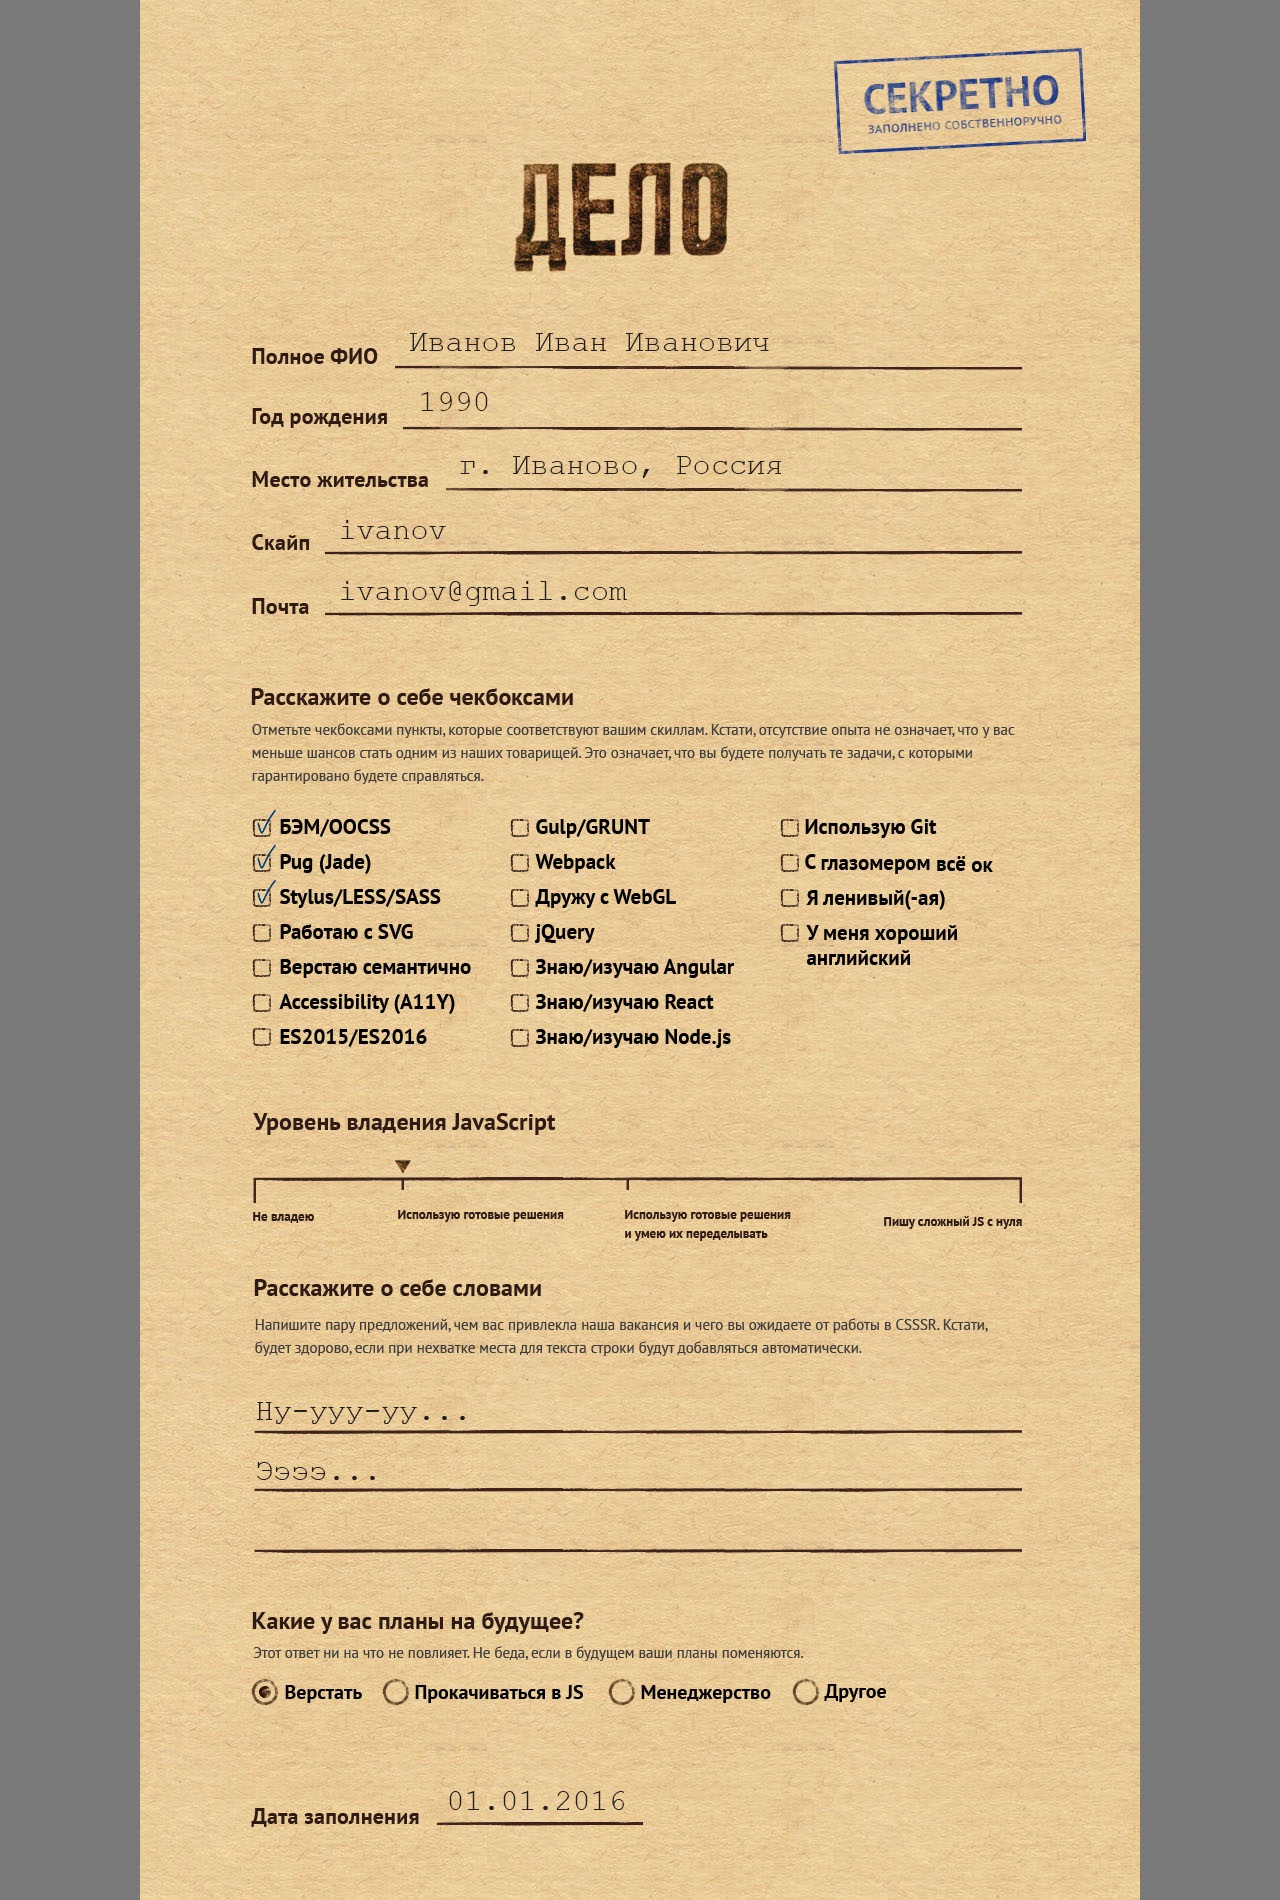 СЕКРЕТНО
ЗАПОЛНЕНО СОБСТВЕННОРУЧНО
ДЕЛО
Полное ФИО Иванов Иван Иванович
Год рождения 1990
Место жительства г. Иваново, Россия
Скайп ivanov
Почта ivanov@gmail.com
Расскажите о себе чекбоксами
Отметьте чекбоксами пункты, которые соответствуют вашим скиллам. Кстати, отсутствие опыта не означает, что у вас
меньше шансов стать одним из наших товарищей. Это означает, что вы будете получать те задачи, с которыми
гарантировано будете справляться.
БЭМ/OOCSS Gulp/GRUNT Использую Git
Pug (Jade) Webpack С глазомером всё ок
Stylus/LESS/SASS Дружу с WebGL Я ленивый(-ая)
Работаю с SVG jQuery У меня хороший
английский
Верстаю семантично Знаю/изучаю Angular
Accessibility (A11Y) Знаю/изучаю React
ES2015/ES2016 Знаю/изучаю Node.js
Уровень владения JavaScript
Не владею Использую готовые решения Использую готовые решения Пишу сложный JS с нуля
и умею их переделывать
Расскажите о себе словами
Напишите пару предложений, чем вас привлекла наша вакансия и чего вы ожидаете от работы в CSSSR. Кстати,
будет здорово, если при нехватке места для текста строки будут добавляться автоматически.
Ну-ууу-уу...
Ээээ...
Какие у вас планы на будущее?
Этот ответ ни на что не повлияет. Не беда, если в будущем ваши планы поменяются.
Верстать Прокачиваться в JS Менеджерство Другое
Дата заполнения 01.01.2016